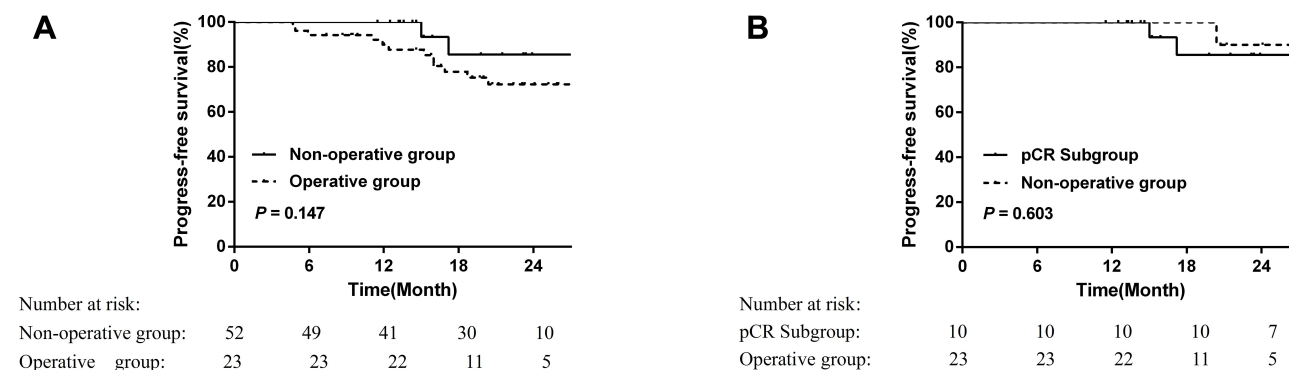 A
Progress-free survival(%)
100
80
60
40
20
0
Non-operative group
Operative group
P = 0.147
0 6 12 18 24
Time(Month)
Number at risk:
Non-operative group: 52 49 41 30 10
Operative group: 23 23 22 11 5
B
Progress-free survival(%)
100
80
60
40
20
0
pCR Subgroup
Non-operative group
P = 0.603
0 6 12 18 24
Time(Month)
Number at risk:
pCR Subgroup: 10 10 10 10 7
Operative group: 23 23 22 11 5